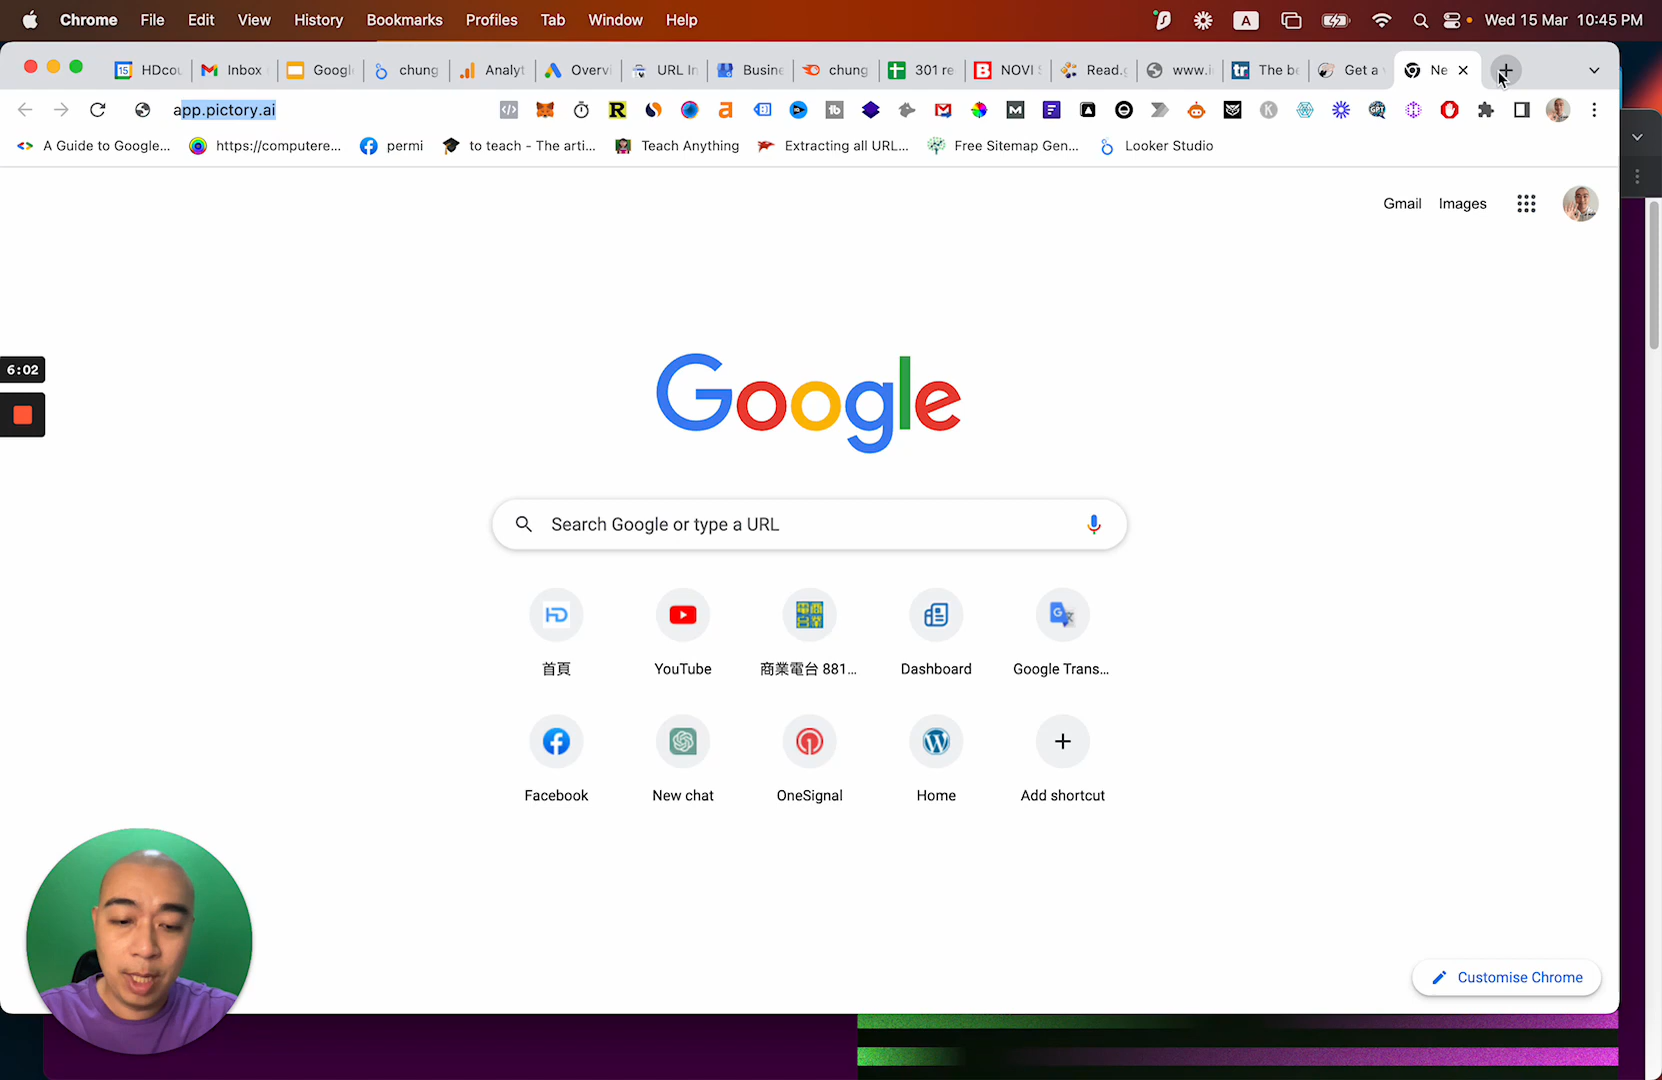 Chrome File Edit View History Bookmarks Profiles Tab Window Help A Wed 15 Mar 10:45 PM
15 HDcou Inbox Googl chung Analyt Overvi URL In Busine chung 301 re NOVI S Read. www.i The be Get a Ne
app.pictory.ai
A Guide to Google... https://computere... permi to teach - The arti... Teach Anything Extracting all URL... Free Sitemap Gen... Looker Studio
Gmail Images
6:02
Google
Search Google or type a URL
首頁 YouTube 商業電台 881... Dashboard Google Trans...
Facebook New chat OneSignal Home Add shortcut
Customise Chrome